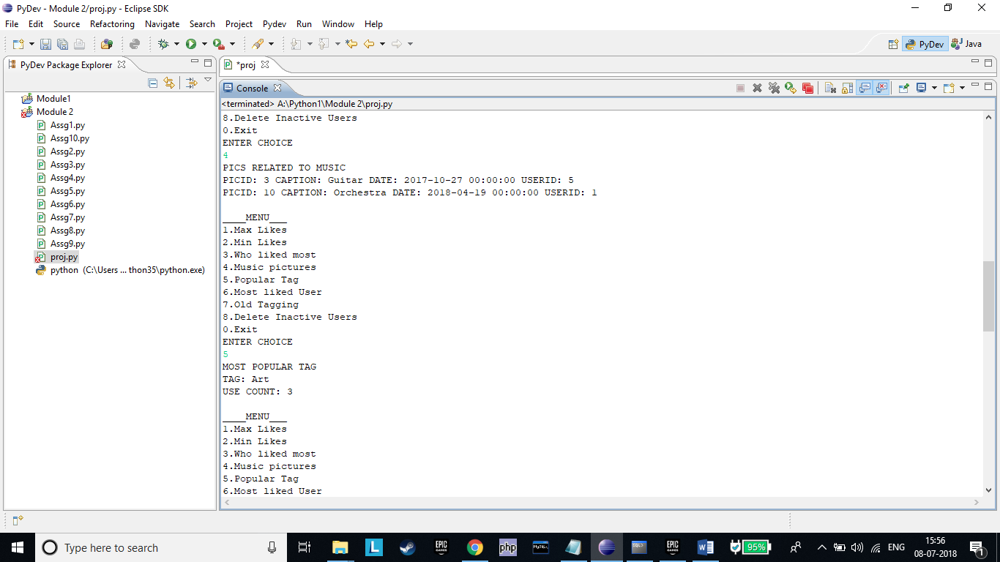 PyDev - Module 2/proj.py - Eclipse SDK
File Edit Source Refactoring Navigate Search Project Pydev Run Window Help
PyDev Java
PyDev Package Explorer
*proj
Console
<terminated> A:\Python1\Module 2\proj.py
Module1
Module 2
Assg1.py
Assg10.py
Assg2.py
Assg3.py
Assg4.py
Assg5.py
Assg6.py
Assg7.py
Assg8.py
Assg9.py
proj.py
python (C:\Users ... thon35\python.exe)
8.Delete Inactive Users
0.Exit
ENTER CHOICE
4
PICS RELATED TO MUSIC
PICID: 3 CAPTION: Guitar DATE: 2017-10-27 00:00:00 USERID: 5
PICID: 10 CAPTION: Orchestra DATE: 2018-04-19 00:00:00 USERID: 1
____MENU___
1.Max Likes
2.Min Likes
3.Who liked most
4.Music pictures
5.Popular Tag
6.Most liked User
7.Old Tagging
8.Delete Inactive Users
0.Exit
ENTER CHOICE
5
MOST POPULAR TAG
TAG: Art
USE COUNT: 3
____MENU___
1.Max Likes
2.Min Likes
3.Who liked most
4.Music pictures
5.Popular Tag
6.Most liked User
Type here to search
L
EPIC GAMES
php
MySQL
SQL>
EPIC GAMES
W
95%
ENG
15:56
08-07-2018
1